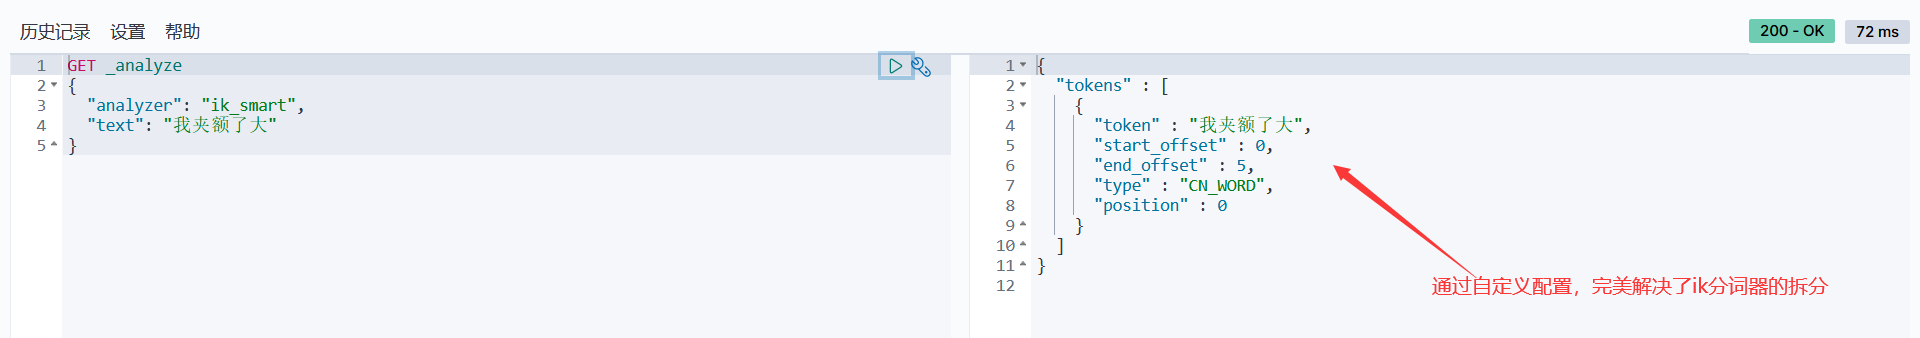 历史记录 设置 帮助
200 - OK 72 ms
1 GET _analyze
2 {
3 "analyzer": "ik_smart",
4 "text": "我夹额了大"
5 }
1 {
2 "tokens" : [
3 {
4 "token" : "我夹额了大",
5 "start_offset" : 0,
6 "end_offset" : 5,
7 "type" : "CN_WORD",
8 "position" : 0
9 }
10 ]
11 }
12
通过自定义配置，完美解决了ik分词器的拆分